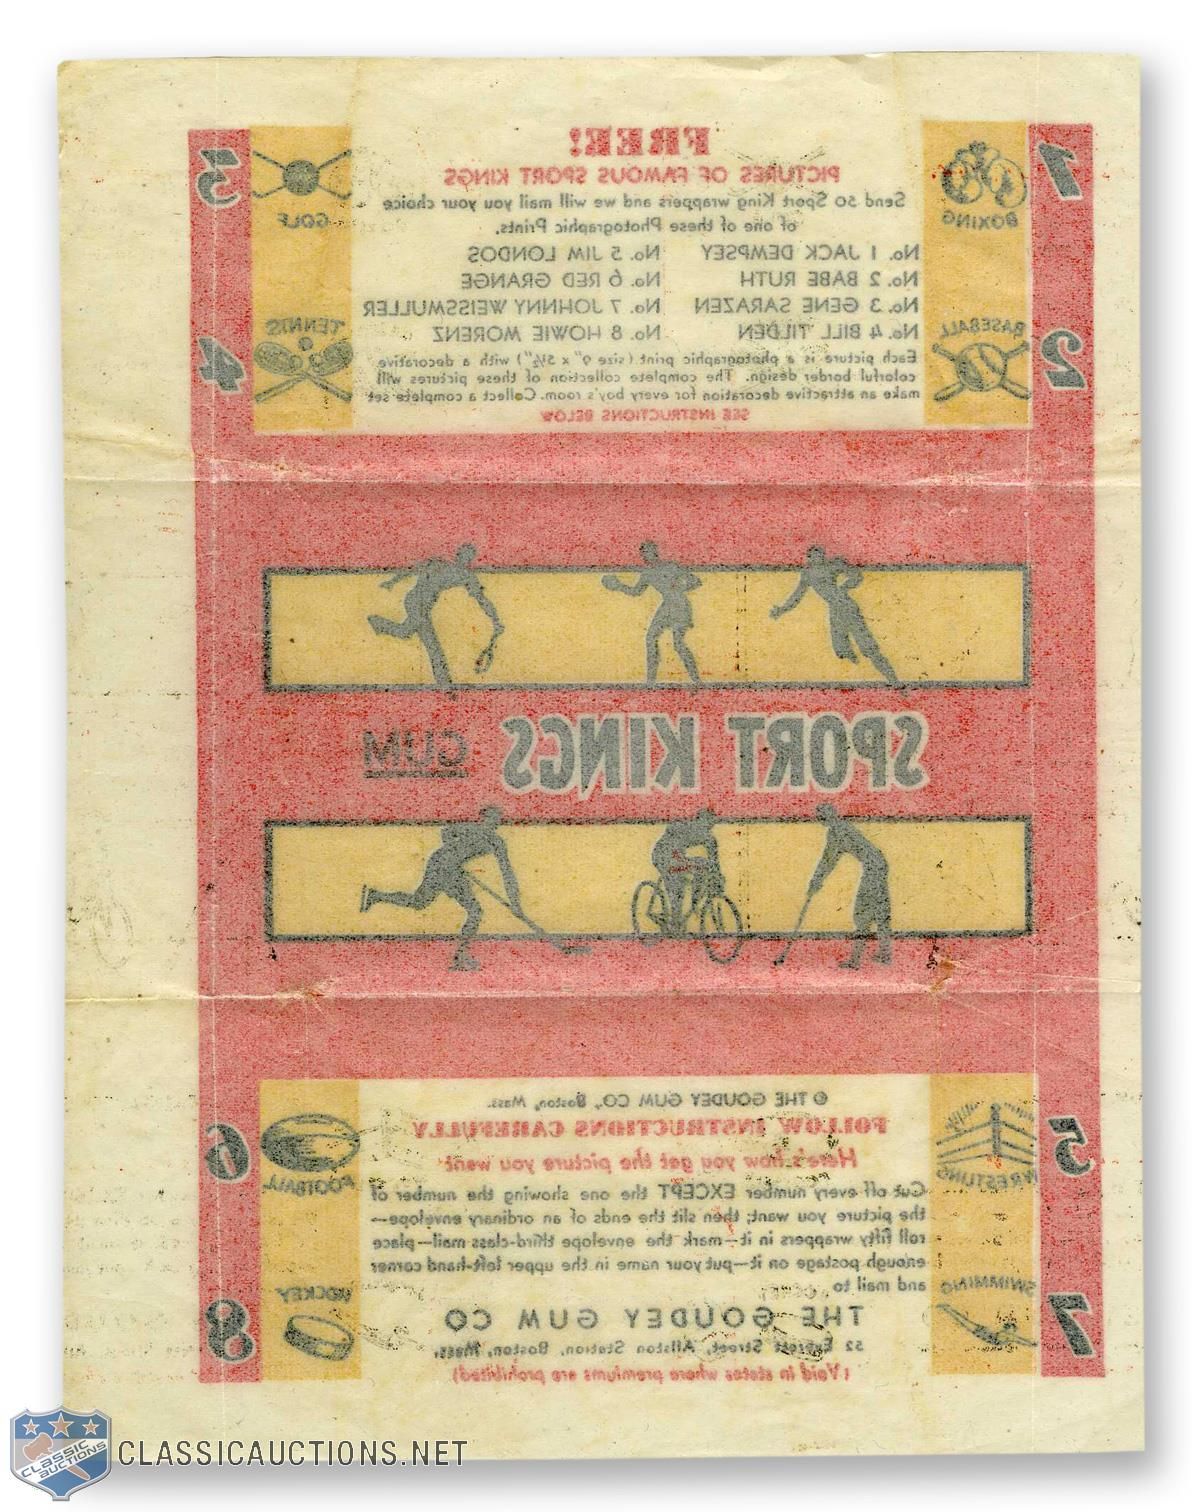 FREE!
PICTURES OF FAMOUS SPORT KINGS
Send 50 Sport King wrappers and we will mail you your choice
of one of these Photographic Prints.
No. 1 JACK DEMPSEY No. 5 JIM LONDOS
No. 2 BABE RUTH No. 6 RED GRANGE
No. 3 GENE SARAZEN No. 7 JOHNNY WEISSMULLER
No. 4 BILL TILDEN No. 8 HOWIE MORENZ
Each picture is a photographic print (size 9" x 5½") with a decorative
colorful border design. The complete collection of these pictures will
make an attractive decoration for every boy's room. Collect a complete set
SEE INSTRUCTIONS BELOW
1
BOXING
3
GOLF
2
BASEBALL
4
TENNIS
SPORT KINGS GUM
© THE GOUDEY GUM CO., Boston, Mass.
FOLLOW INSTRUCTIONS CAREFULLY
Here's how you get the picture you want
Cut off every number EXCEPT the one showing the number of
the picture you want; then slit the ends of an ordinary envelope—
roll fifty wrappers in it—mark the envelope third-class mail—place
enough postage on it—put your name in the upper left-hand corner
and mail to
THE GOUDEY GUM CO
52 Everett Street, Allston Station, Boston, Mass.
(Void in states where premiums are prohibited)
5
WRESTLING
6
FOOTBALL
7
SWIMMING
8
HOCKEY
CLASSIC
AUCTIONS
CLASSICAUCTIONS.NET